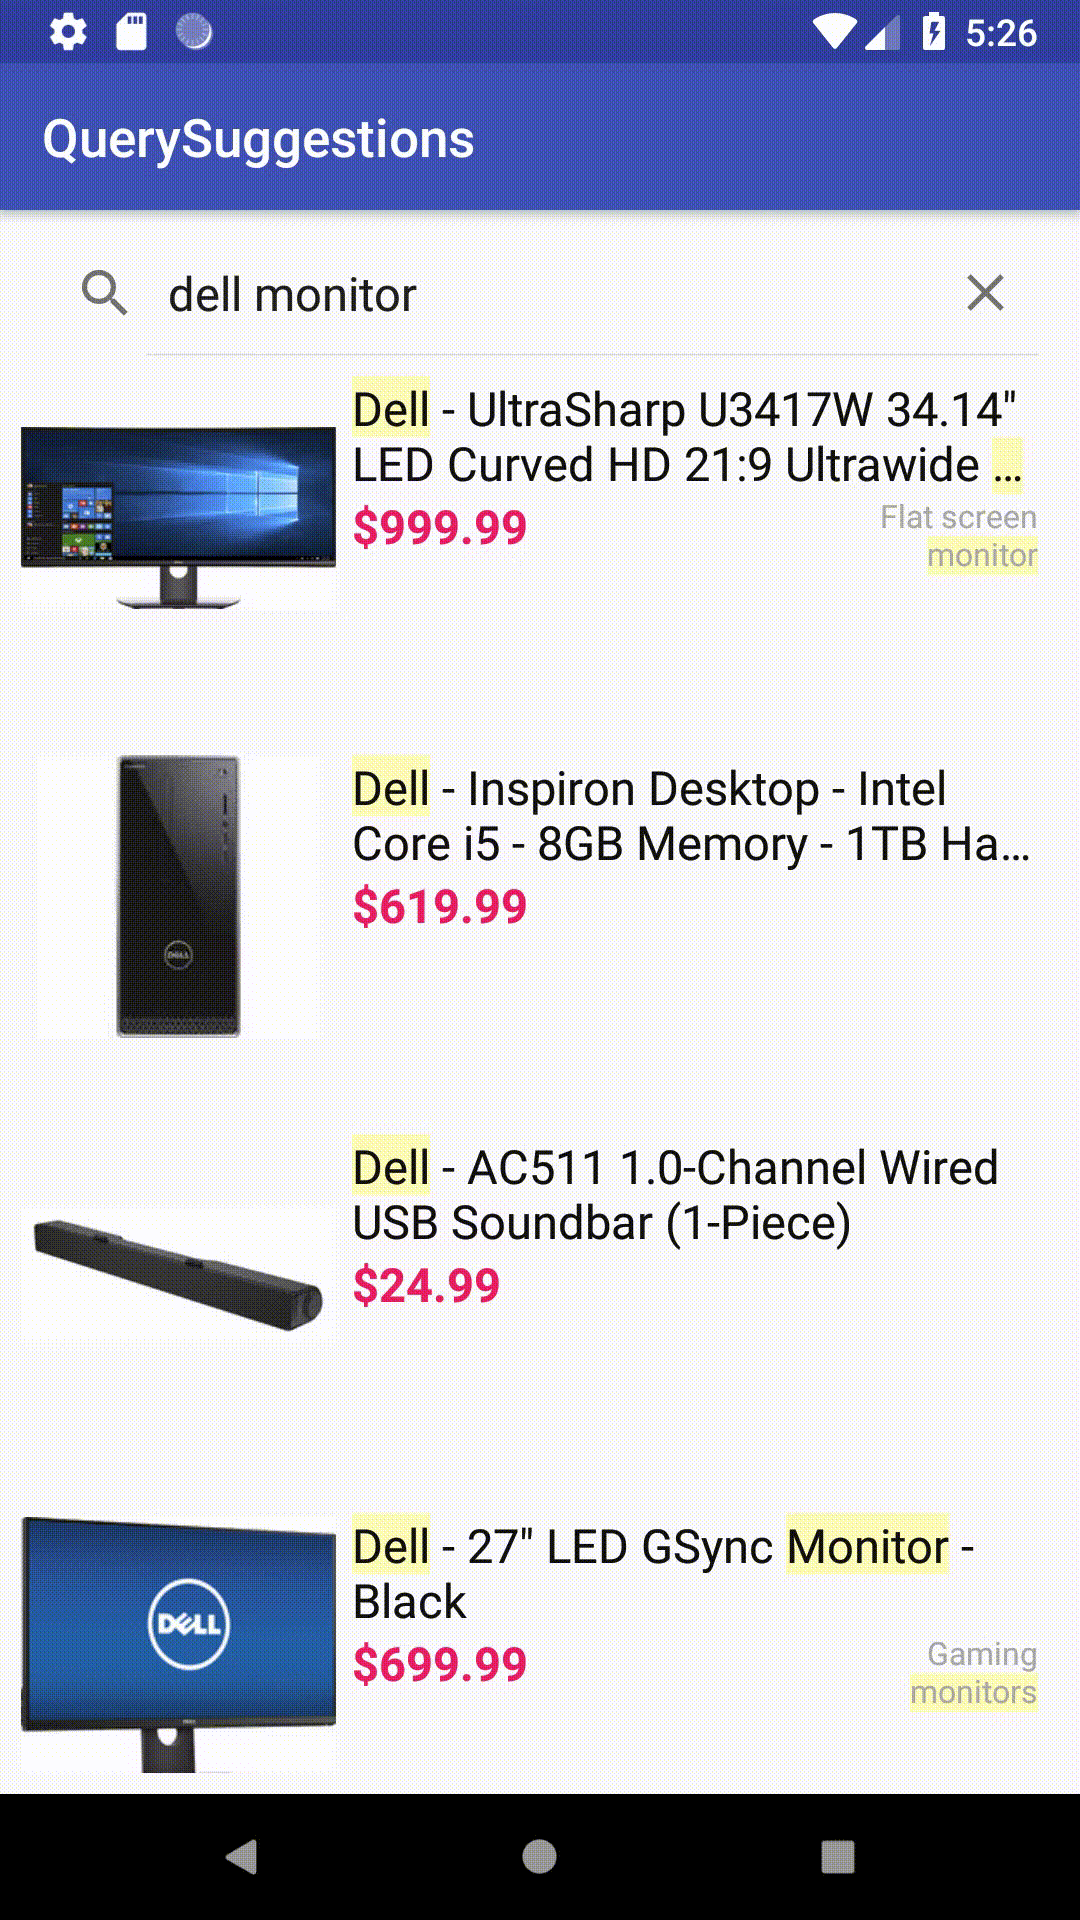 5:26
QuerySuggestions
dell monitor
Dell - UltraSharp U3417W 34.14"
LED Curved HD 21:9 Ultrawide ...
$999.99
Flat screen
monitor
Dell - Inspiron Desktop - Intel
Core i5 - 8GB Memory - 1TB Ha...
$619.99
DELL
Dell - AC511 1.0-Channel Wired
USB Soundbar (1-Piece)
$24.99
Dell - 27" LED GSync Monitor -
Black
$699.99
Gaming
monitors
DELL